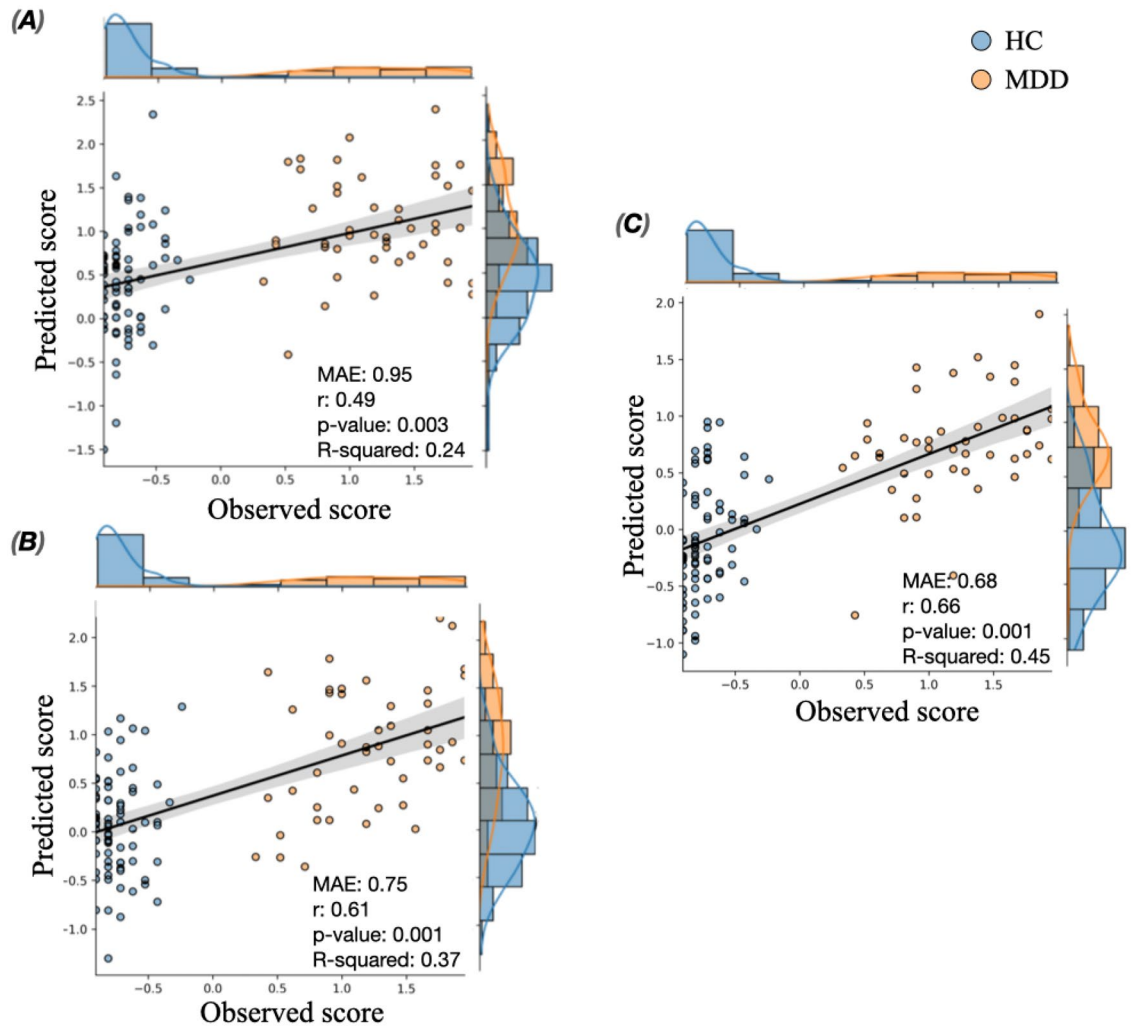 (A)
HC
MDD
2.5
2.0
1.5
1.0
0.5
0.0
−0.5
−1.0
−1.5
Predicted score
MAE: 0.95
r: 0.49
p-value: 0.003
R-squared: 0.24
−0.5 0.0 0.5 1.0 1.5
Observed score
(B)
2.0
1.5
1.0
0.5
0.0
−0.5
−1.0
Predicted score
MAE: 0.75
r: 0.61
p-value: 0.001
R-squared: 0.37
−0.5 0.0 0.5 1.0 1.5
Observed score
(C)
2.0
1.5
1.0
0.5
0.0
−0.5
−1.0
Predicted score
MAE: 0.68
r: 0.66
p-value: 0.001
R-squared: 0.45
−0.5 0.0 0.5 1.0 1.5
Observed score